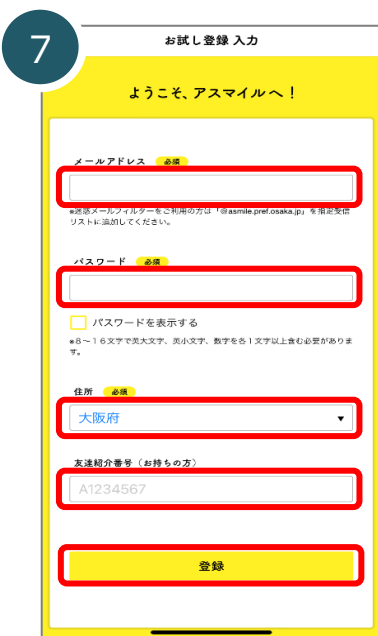 7
お試し登録 入力
ようこそ、アスマイルへ！
メールアドレス 必須
※迷惑メールフィルターをご利用の方は「@asmile.pref.osaka.jp」を指定受信
リストに追加してください。
パスワード 必須
パスワードを表示する
※8～16文字で英大文字、英小文字、数字を各1文字以上含む必要がありま
す。
住所 必須
大阪府
友達紹介番号（お持ちの方）
A1234567
登録